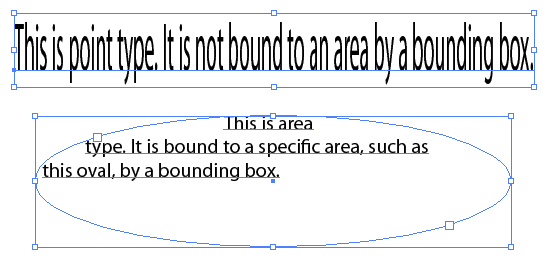 This is point type. It is not bound to an area by a bounding box.
This is area
type. It is bound to a specific area, such as
this oval, by a bounding box.